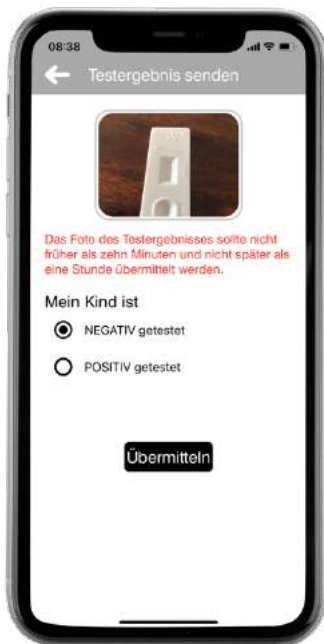 08:38
Testergebnis senden
Das Foto des Testergebnisses sollte nicht
früher als zehn Minuten und nicht später als
eine Stunde übermittelt werden.
Mein Kind ist
NEGATIV getestet
POSITIV getestet
Übermitteln